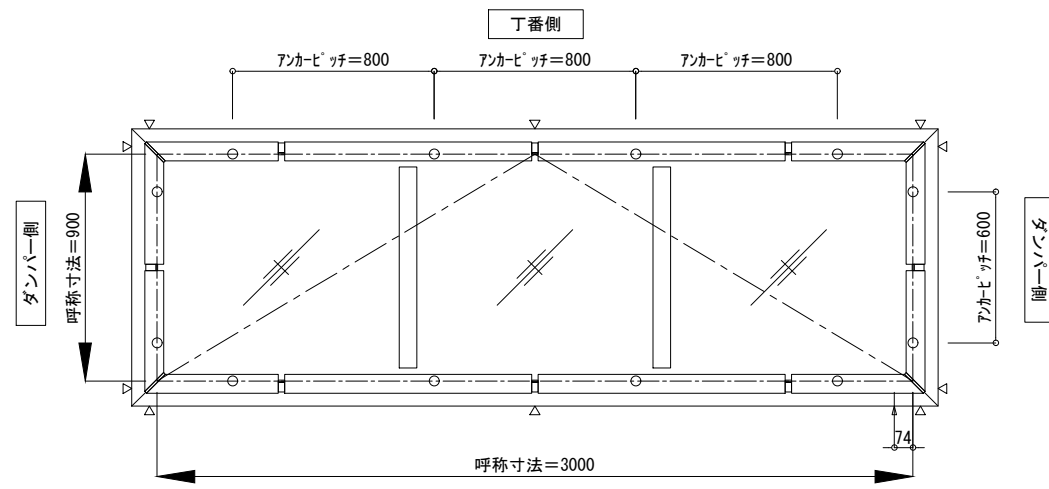 丁番側
アンカーピッチ=800
アンカーピッチ=800
アンカーピッチ=800
ダンパー側
呼称寸法=900
アンカーピッチ=600
ダンパー側
74
呼称寸法=3000